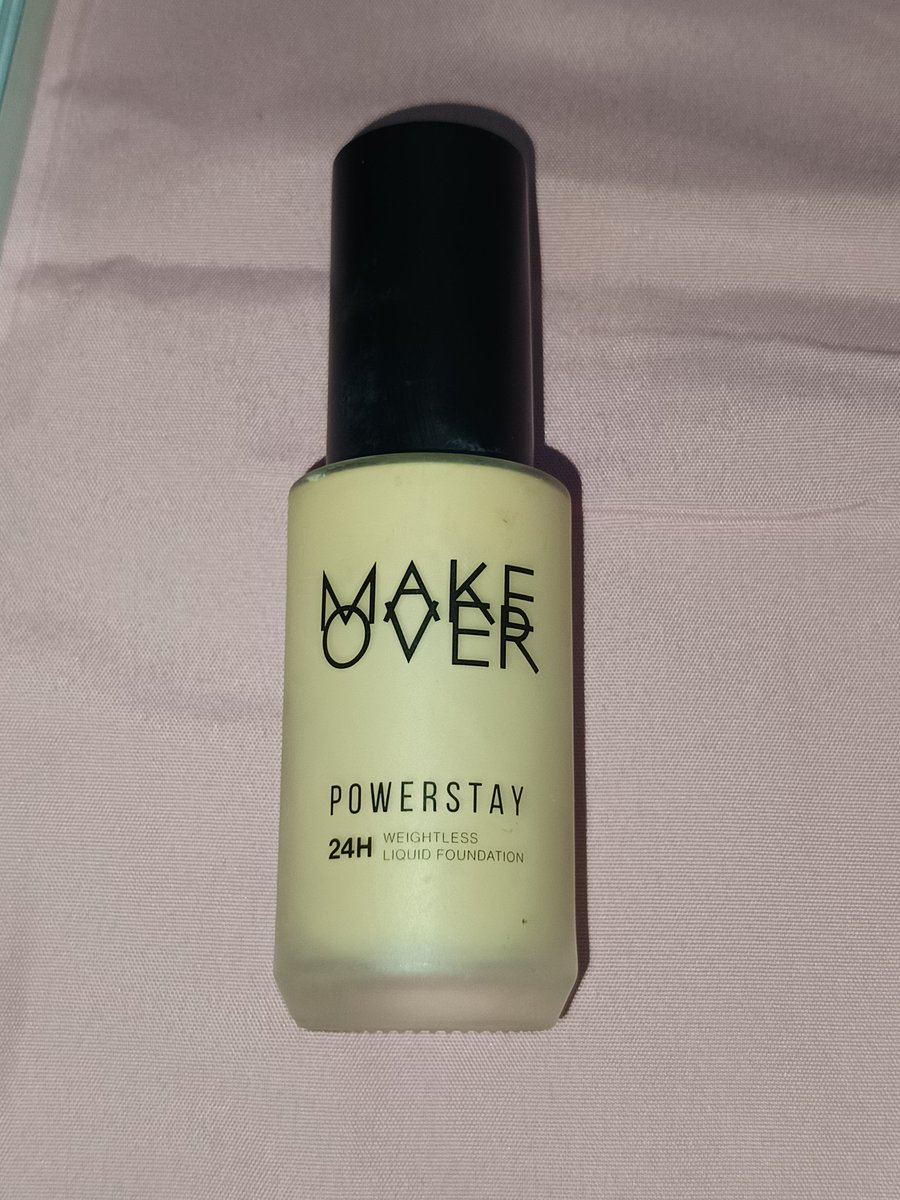 MAKE
OVER
POWERSTAY
24H WEIGHTLESS
LIQUID FOUNDATION